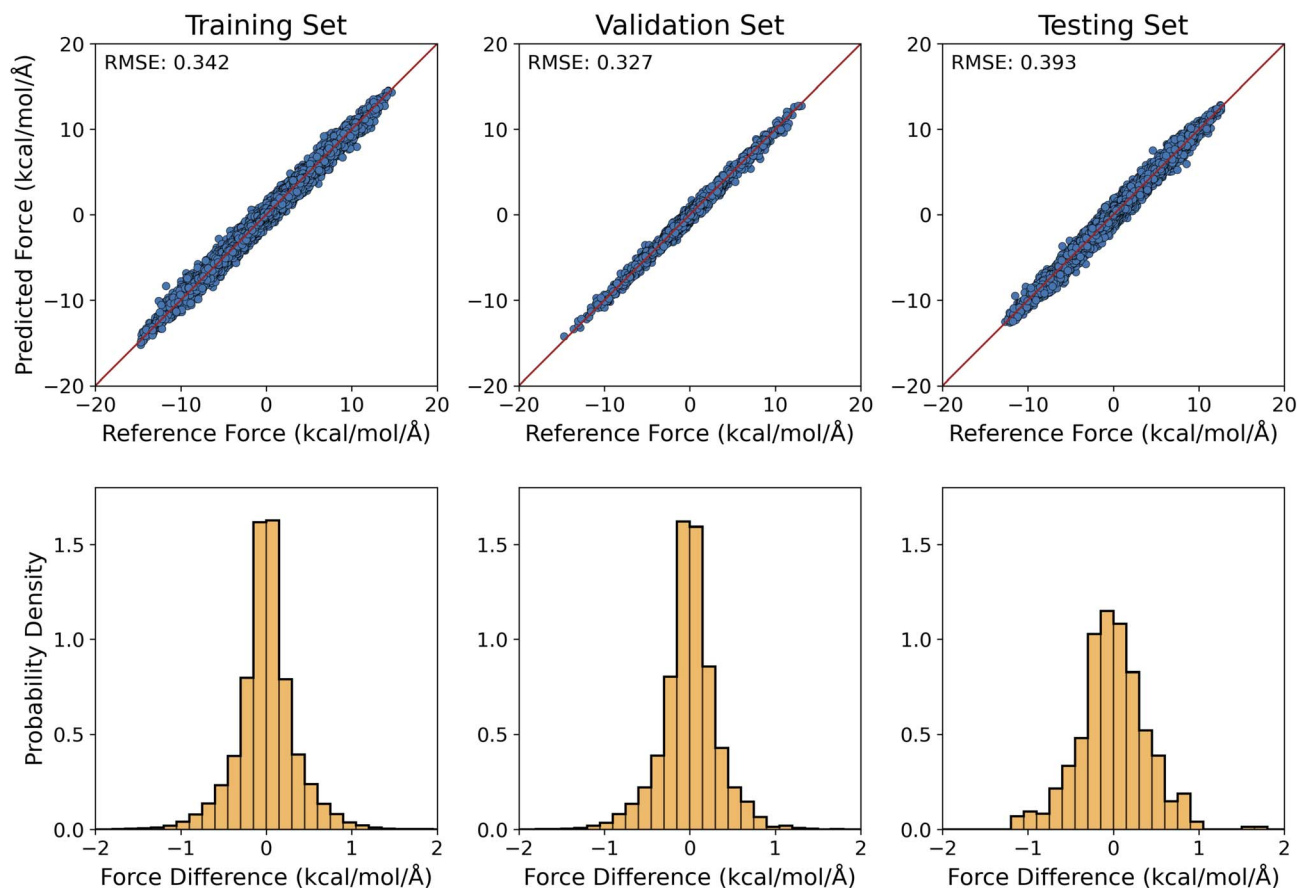 Training Set
Validation Set
Testing Set
RMSE: 0.342
RMSE: 0.327
RMSE: 0.393
Predicted Force (kcal/mol/Å)
20
10
0
−10
−20
−20 −10 0 10 20
−20 −10 0 10 20
−20 −10 0 10 20
20
10
0
−10
−20
20
10
0
−10
−20
Reference Force (kcal/mol/Å)
Reference Force (kcal/mol/Å)
Reference Force (kcal/mol/Å)
Probability Density
1.5
1.0
0.5
0.0
1.5
1.0
0.5
0.0
1.5
1.0
0.5
0.0
−2 −1 0 1 2
−2 −1 0 1 2
−2 −1 0 1 2
Force Difference (kcal/mol/Å)
Force Difference (kcal/mol/Å)
Force Difference (kcal/mol/Å)